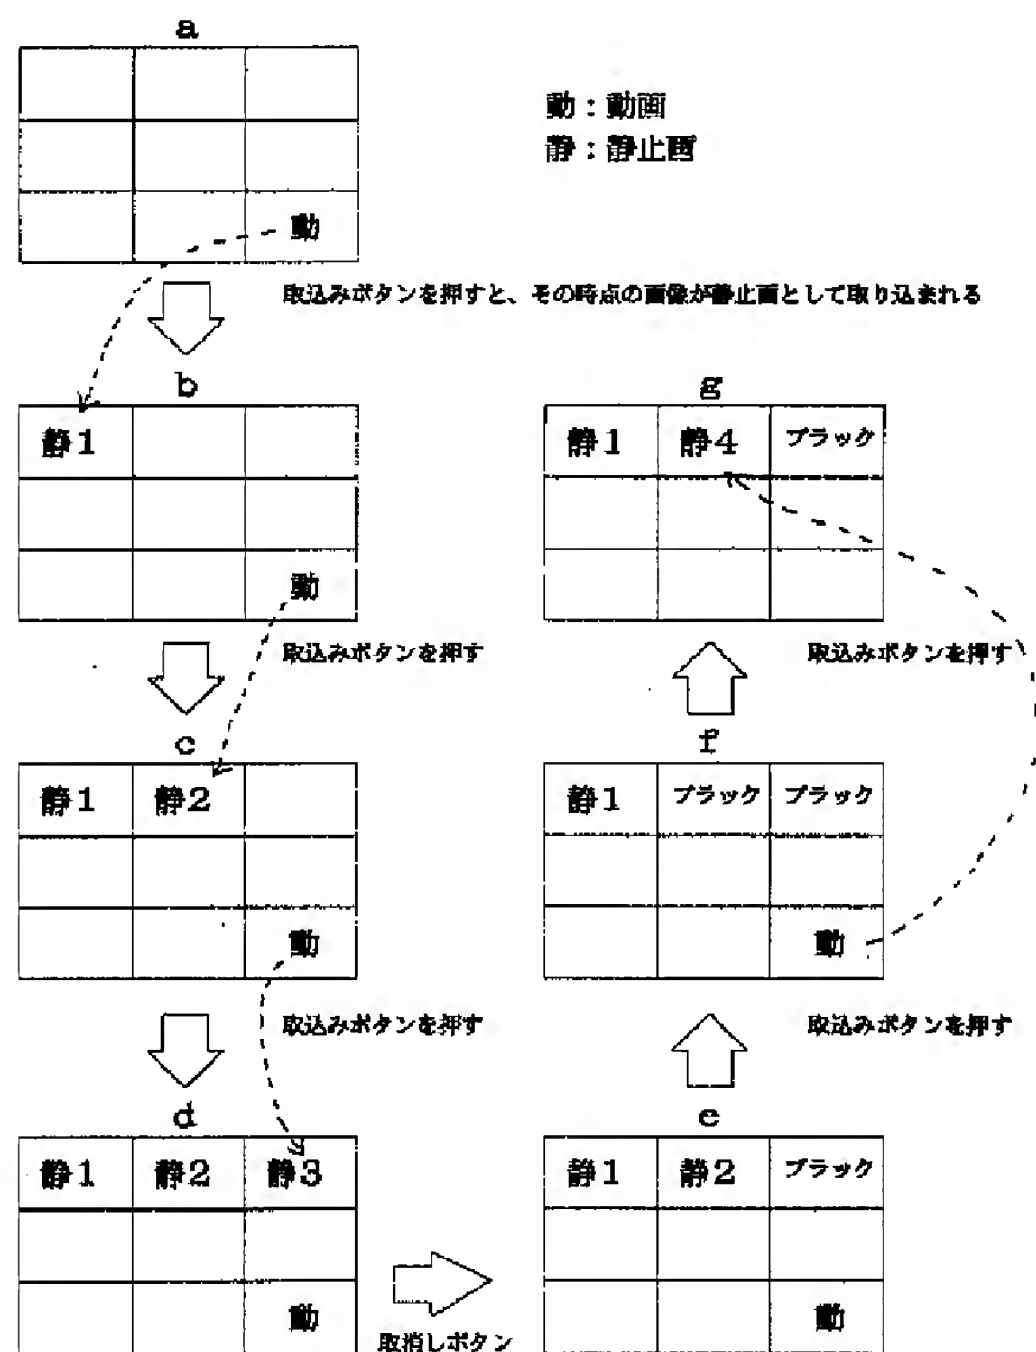 a
動:動画
静:静止画
動
取込みボタンを押すと、その時点の画像が静止画として取り込まれる
b
静1
動
取込みボタンを押す
c
静1 静2
動
取込みボタンを押す
d
静1 静2 静3
動
取消しボタン
e
静1 静2 ブラック
動
取込みボタンを押す
f
静1 ブラック ブラック
動
取込みボタンを押す
g
静1 静4 ブラック